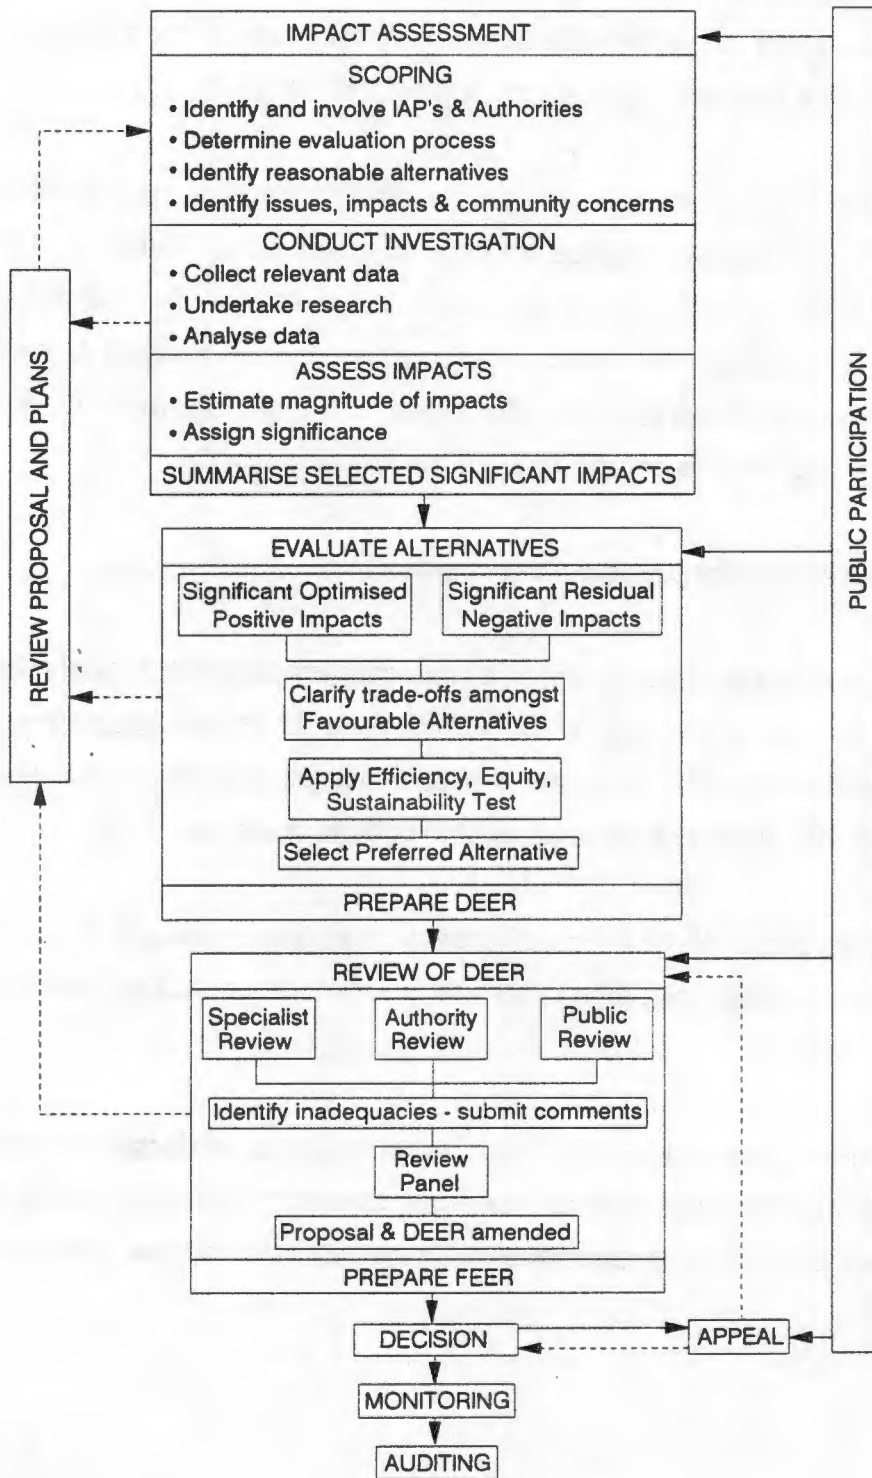 IMPACT ASSESSMENT
SCOPING
• Identify and involve IAP's & Authorities
• Determine evaluation process
• Identify reasonable alternatives
• Identify issues, impacts & community concerns
CONDUCT INVESTIGATION
• Collect relevant data
• Undertake research
• Analyse data
ASSESS IMPACTS
• Estimate magnitude of impacts
• Assign significance
SUMMARISE SELECTED SIGNIFICANT IMPACTS
REVIEW PROPOSAL AND PLANS
PUBLIC PARTICIPATION
EVALUATE ALTERNATIVES
Significant Optimised
Positive Impacts
Significant Residual
Negative Impacts
Clarify trade-offs amongst
Favourable Alternatives
Apply Efficiency, Equity,
Sustainability Test
Select Preferred Alternative
PREPARE DEER
REVIEW OF DEER
Specialist
Review
Authority
Review
Public
Review
Identify inadequacies - submit comments
Review
Panel
Proposal & DEER amended
PREPARE FEER
DECISION
APPEAL
MONITORING
AUDITING